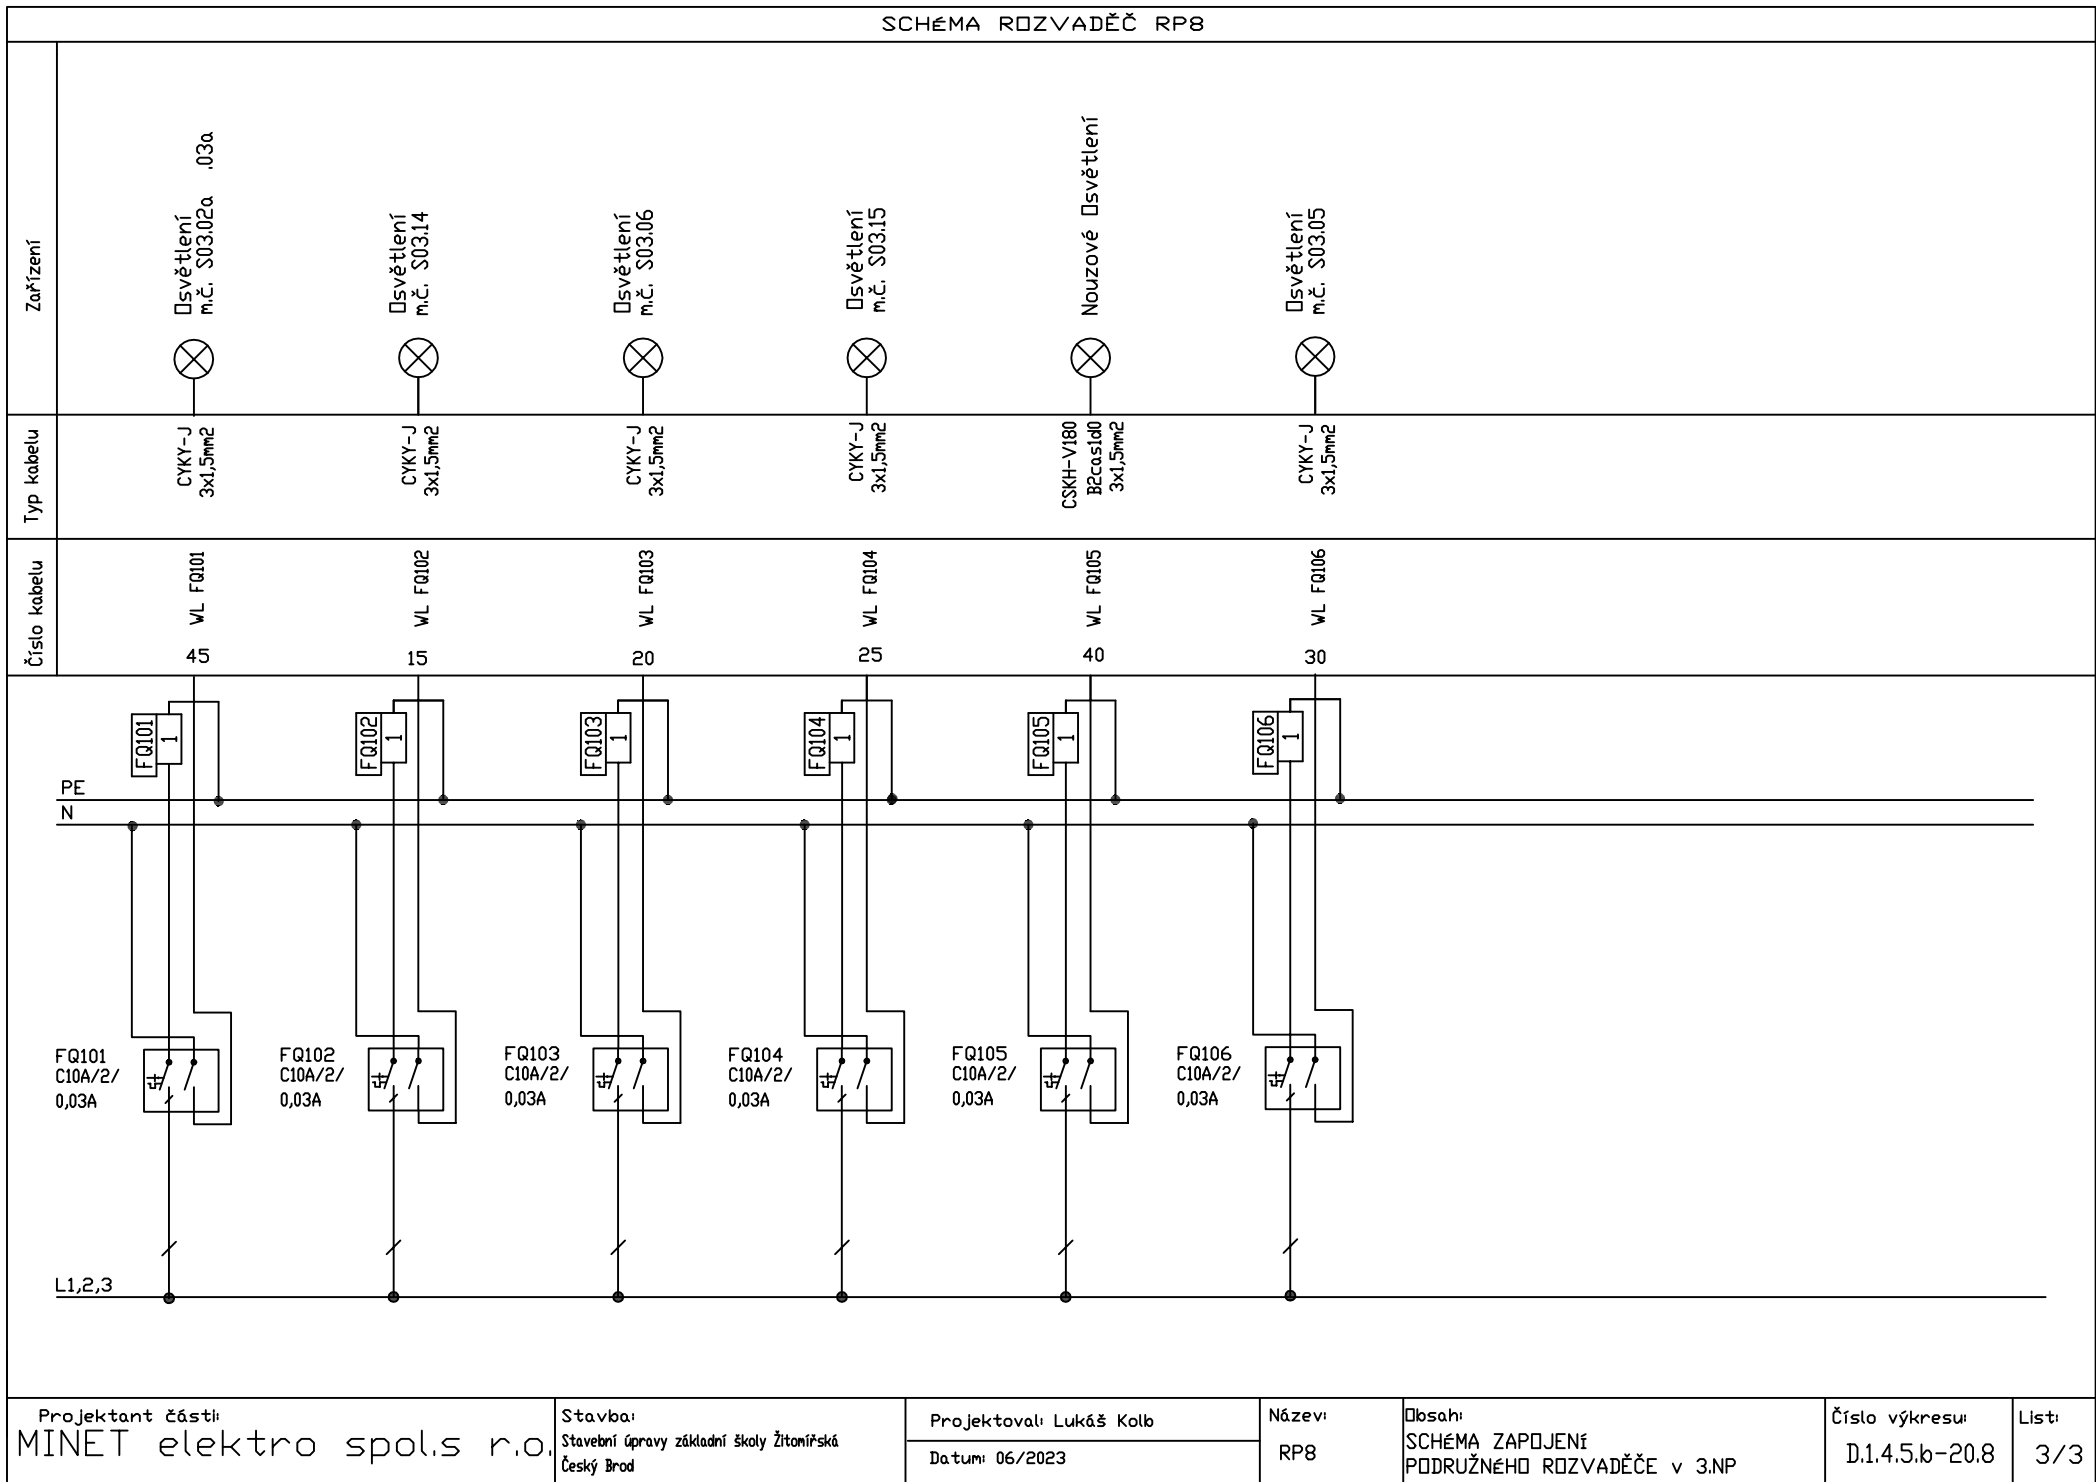 SCHÉMA ROZVADĚČ RP8
Zařízení
Osvětlení
m.č. S03.02a .03a
Osvětlení
m.č. S03.14
Osvětlení
m.č. S03.06
Osvětlení
m.č. S03.15
Nouzové Osvětlení
Osvětlení
m.č. S03.05
Typ kabelu
CYKY-J
3x1,5mm2
CYKY-J
3x1,5mm2
CYKY-J
3x1,5mm2
CYKY-J
3x1,5mm2
CSKH-V180
B2cas1d0
3x1,5mm2
CYKY-J
3x1,5mm2
Číslo kabelu
WL FQ101
45
WL FQ102
15
WL FQ103
20
WL FQ104
25
WL FQ105
40
WL FQ106
30
FQ101
1
FQ102
1
FQ103
1
FQ104
1
FQ105
1
FQ106
1
PE
N
FQ101
C10A/2/
0,03A
FQ102
C10A/2/
0,03A
FQ103
C10A/2/
0,03A
FQ104
C10A/2/
0,03A
FQ105
C10A/2/
0,03A
FQ106
C10A/2/
0,03A
L1,2,3
Projektant části:
MINET elektro spol.s r.o.
Stavba:
Stavební úpravy základní školy Žitomířská
Český Brod
Projektoval: Lukáš Kolb
Datum: 06/2023
Název:
RP8
Obsah:
SCHÉMA ZAPOJENÍ
PODRUŽNÉHO ROZVADĚČE v 3.NP
Číslo výkresu:
D.1.4.5.b-20.8
List:
3/3